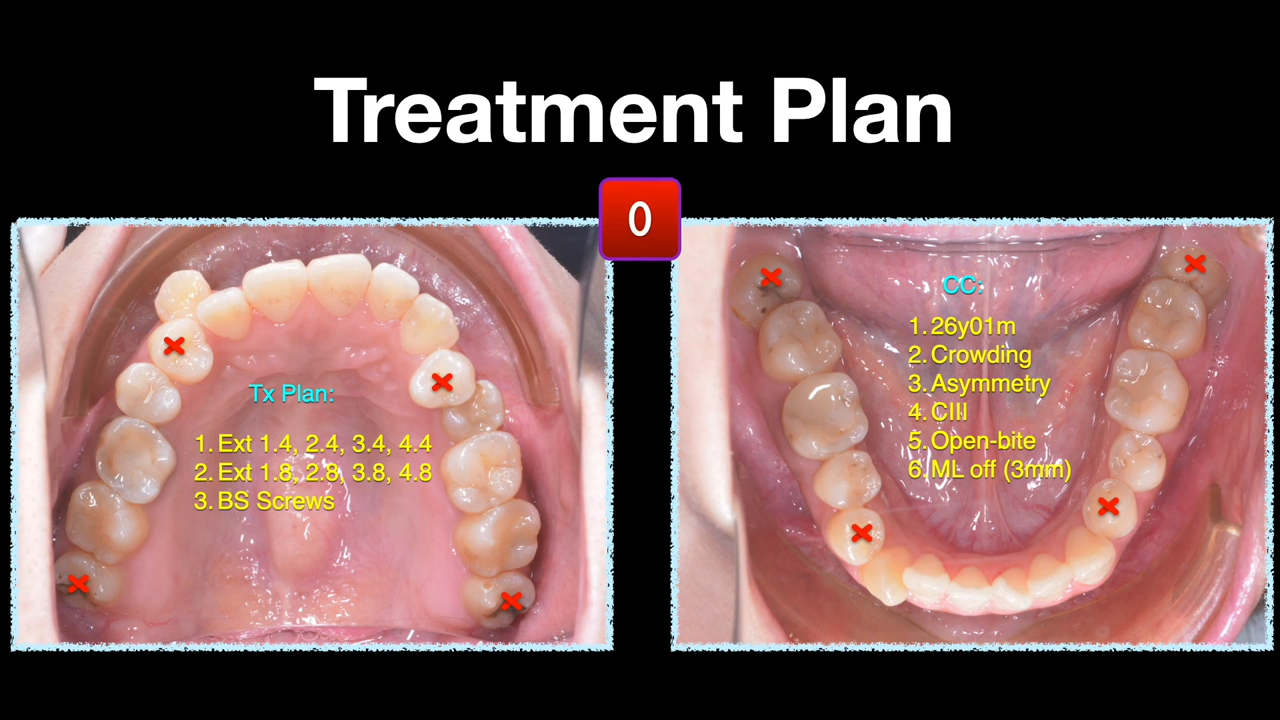 Treatment Plan
0
Tx Plan:
1. Ext 1.4, 2.4, 3.4, 4.4
2. Ext 1.8, 2.8, 3.8, 4.8
3. BS Screws
CC:
1. 26y01m
2. Crowding
3. Asymmetry
4. CIII
5. Open-bite
6. ML off (3mm)